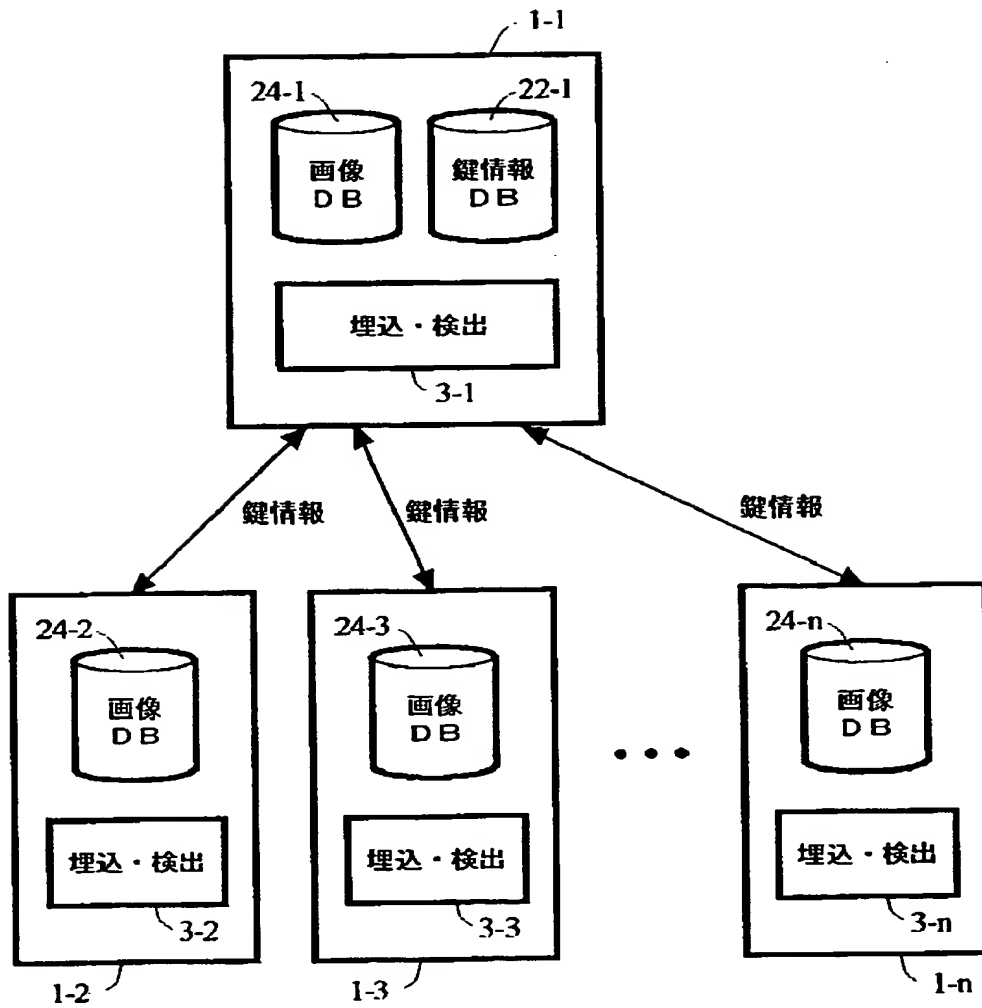 1-1
24-1
22-1
画像
DB
鍵情報
DB
埋込・検出
3-1
鍵情報
鍵情報
鍵情報
24-2
画像
DB
埋込・検出
3-2
1-2
24-3
画像
DB
埋込・検出
3-3
1-3
• • •
24-n
画像
DB
埋込・検出
3-n
1-n